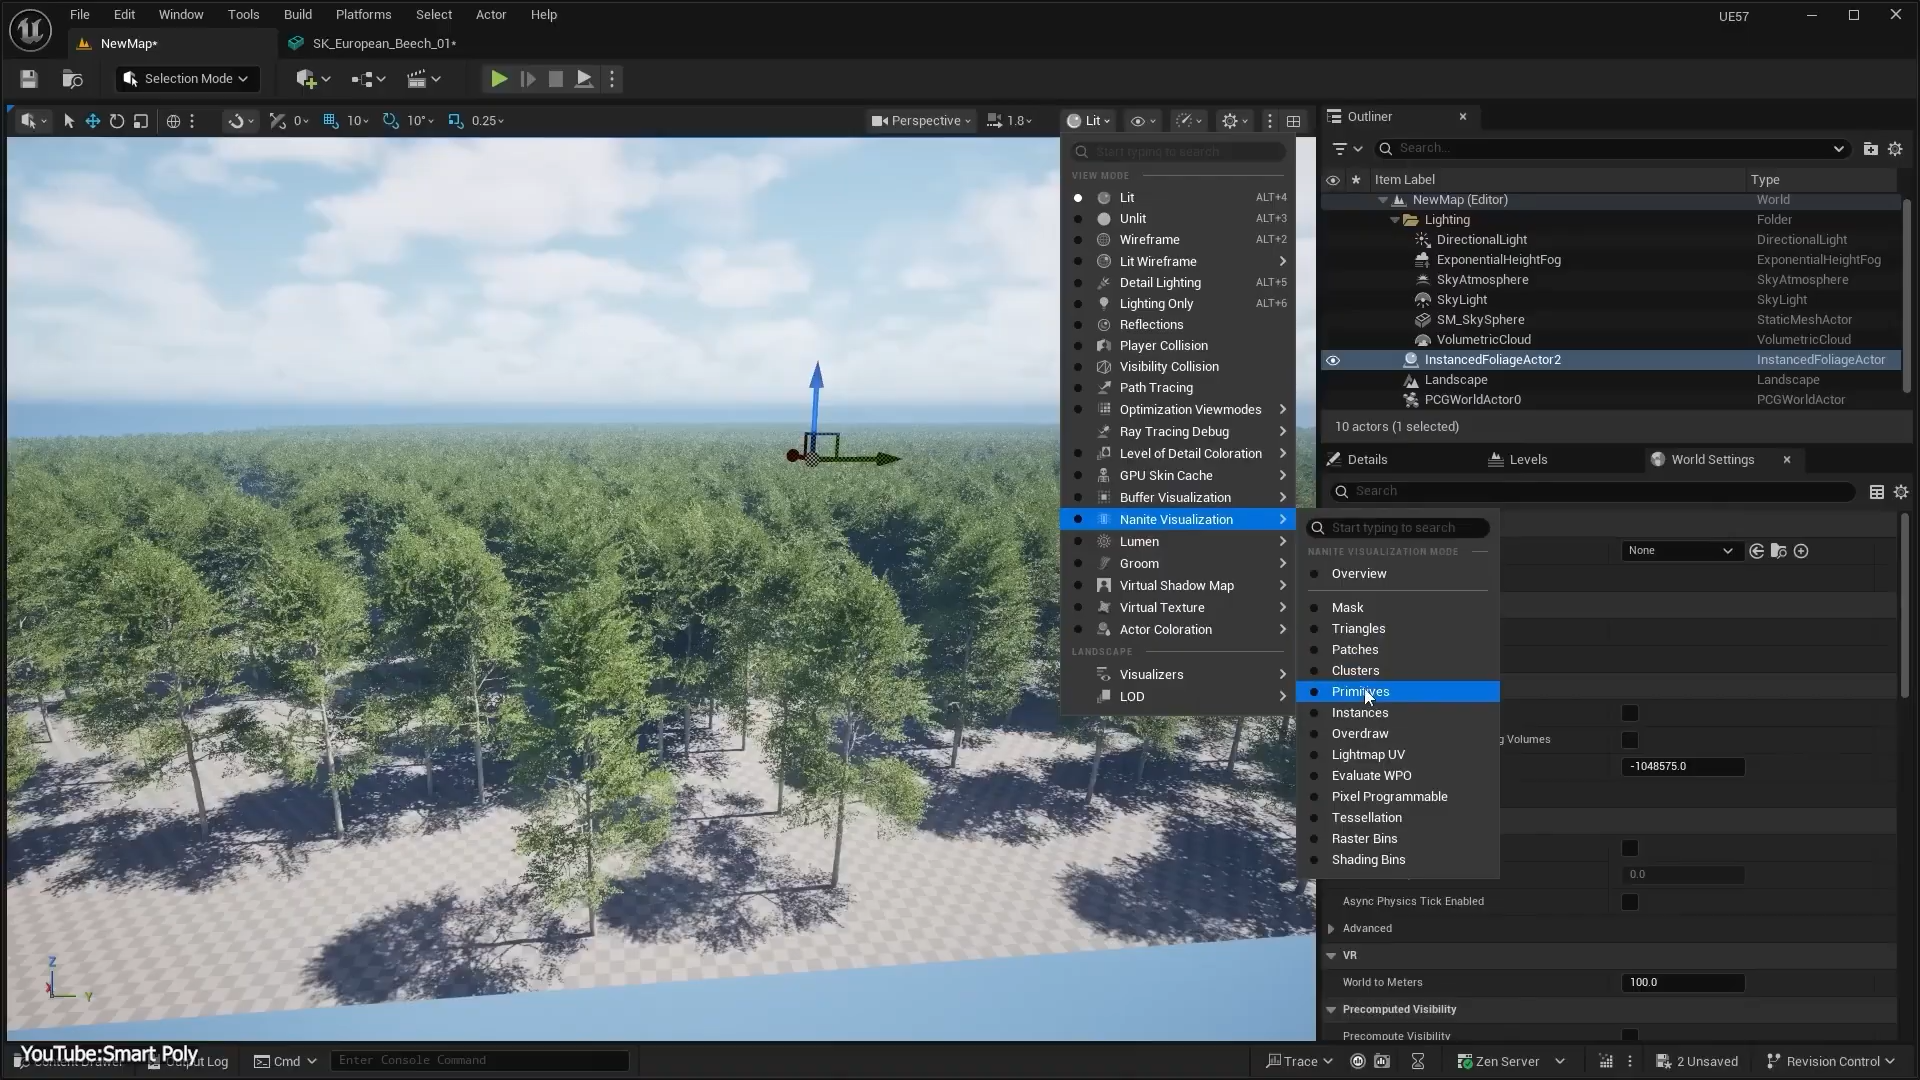 File Edit Window Tools Build Platforms Select Actor Help
UE57
NewMap*
SK_European_Beech_01*
Selection Mode
0
10
10°
0.25
Perspective
1.8
Lit
Start typing to search
VIEW MODE
Lit ALT+4
Unlit ALT+3
Wireframe ALT+2
Lit Wireframe
Detail Lighting ALT+5
Lighting Only ALT+6
Reflections
Player Collision
Visibility Collision
Path Tracing
Optimization Viewmodes
Ray Tracing Debug
Level of Detail Coloration
GPU Skin Cache
Buffer Visualization
Nanite Visualization
Lumen
Groom
Virtual Shadow Map
Virtual Texture
Actor Coloration
LANDSCAPE
Visualizers
LOD
Start typing to search
NANITE VISUALIZATION MODE
Overview
Mask
Triangles
Patches
Clusters
Primitives
Instances
Overdraw
Lightmap UV
Evaluate WPO
Pixel Programmable
Tessellation
Raster Bins
Shading Bins
Outliner
Search...
Item Label Type
NewMap (Editor) World
Lighting Folder
DirectionalLight DirectionalLight
ExponentialHeightFog ExponentialHeightFog
SkyAtmosphere SkyAtmosphere
SkyLight SkyLight
SM_SkySphere StaticMeshActor
VolumetricCloud VolumetricCloud
InstancedFoliageActor2 InstancedFoliageActor
Landscape Landscape
PCGWorldActor0 PCGWorldActor
10 actors (1 selected)
Details Levels World Settings
Search
None
g Volumes
-1048575.0
0.0
Async Physics Tick Enabled
Advanced
VR
World to Meters 100.0
Precomputed Visibility
Precompute Visibility
Z
X
Y
YouTube:Smart Poly
Cmd
Enter Console Command
Trace
Zen Server
2 Unsaved
Revision Control